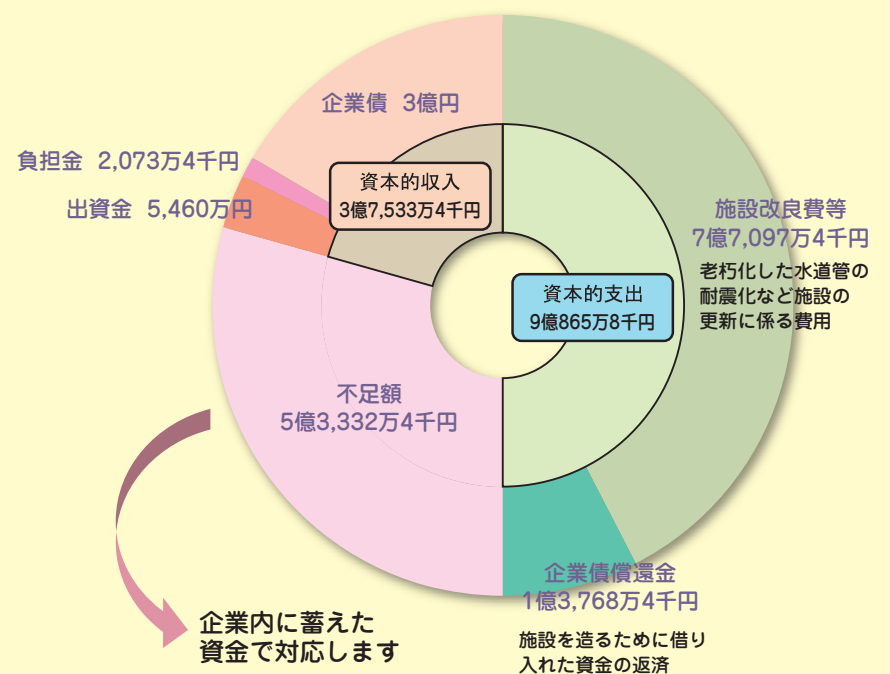 企業債 3億円
負担金 2,073万4千円
出資金 5,460万円
資本的収入
3億7,533万4千円
施設改良費等
7億7,097万4千円
老朽化した水道管の
耐震化など施設の
更新に係る費用
資本的支出
9億865万8千円
不足額
5億3,332万4千円
企業債償還金
1億3,768万4千円
施設を造るために借り
入れた資金の返済
企業内に蓄えた
資金で対応します